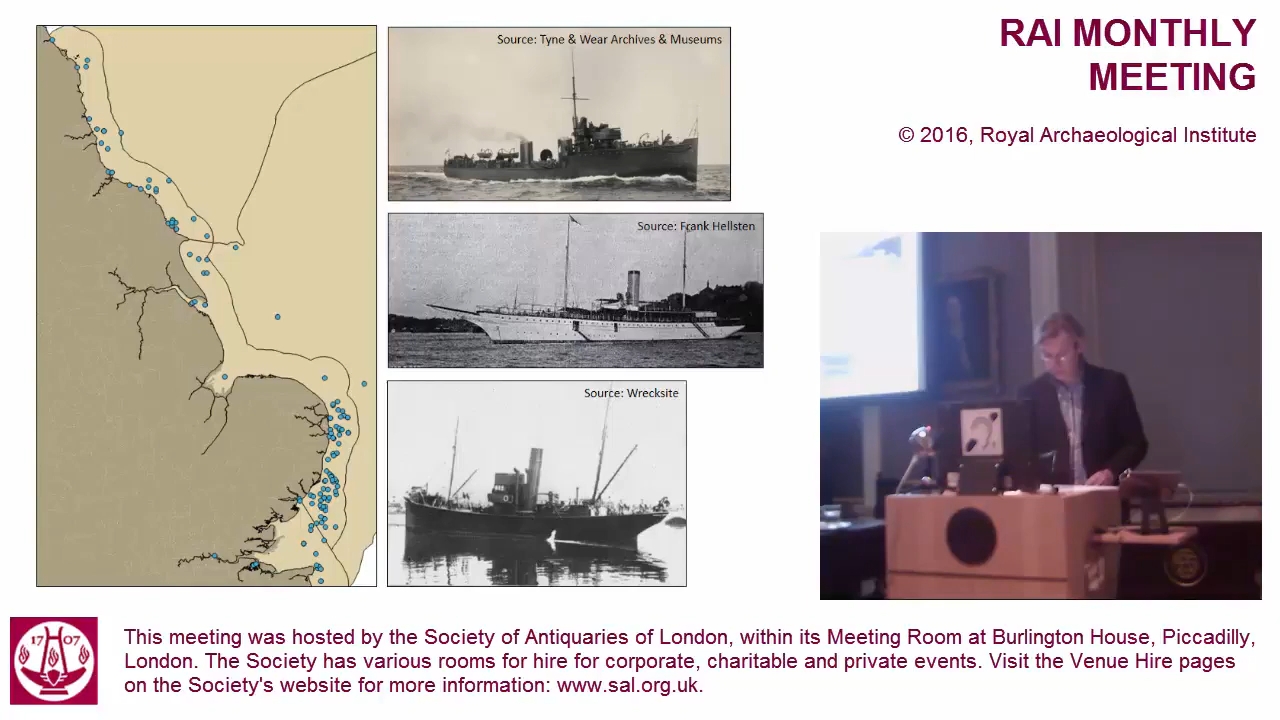 Source: Tyne & Wear Archives & Museums
Source: Frank Hellsten
Source: Wrecksite
RAI MONTHLY
MEETING
© 2016, Royal Archaeological Institute
17 07
This meeting was hosted by the Society of Antiquaries of London, within its Meeting Room at Burlington House, Piccadilly,
London. The Society has various rooms for hire for corporate, charitable and private events. Visit the Venue Hire pages
on the Society's website for more information: www.sal.org.uk.